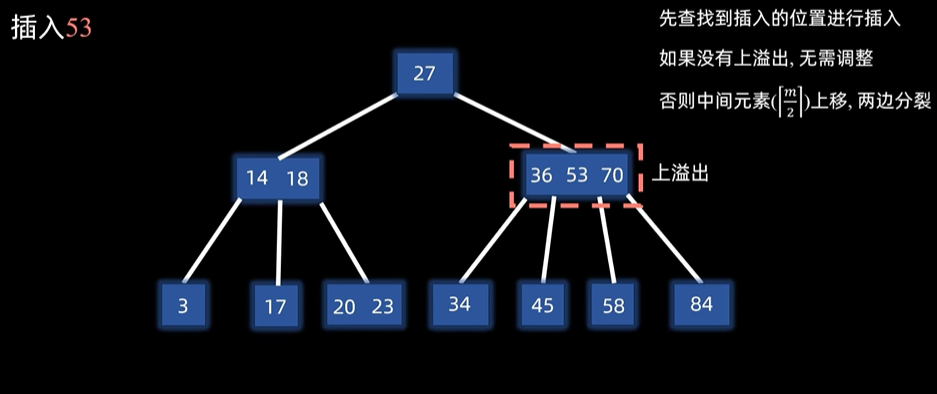 插入53
先查找到插入的位置进行插入
如果没有上溢出, 无需调整
否则中间元素(⌈m/2⌉)上移, 两边分裂
27
14 18
36 53 70
上溢出
3
17
20 23
34
45
58
84